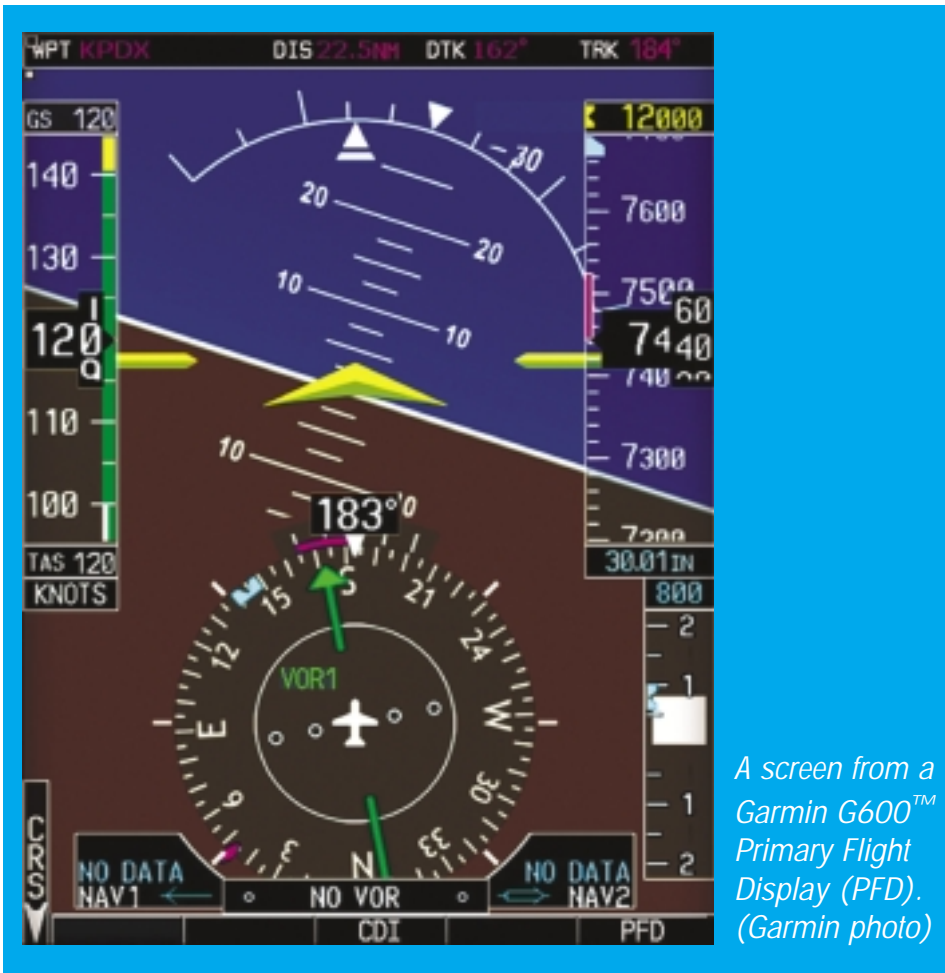 WPT KPDX DIS 22.5NM DTK 162° TRK 184°
GS 120
12000
30
140
20
20
7600
130
10
10
7500
120
60
7440
110
10
7300
100
183°
TAS 120
KNOTS
30.01IN
800
S
15
21
12
24
VOR1
E
W
6
30
3
33
N
2
1
1
2
CRS
NO DATA
NAV1
NO VOR
NO DATA
NAV2
CDI
PFD
A screen from a
Garmin G600™
Primary Flight
Display (PFD).
(Garmin photo)